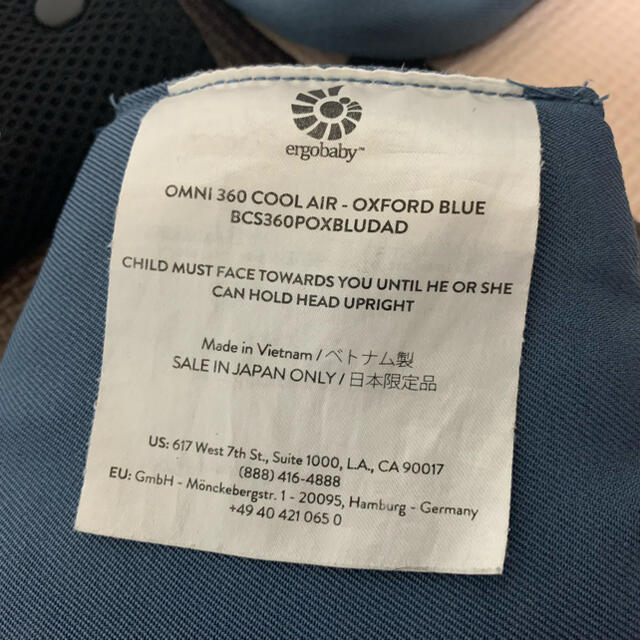 ergobaby™
OMNI 360 COOL AIR - OXFORD BLUE
BCS360POXBLUDAD
CHILD MUST FACE TOWARDS YOU UNTIL HE OR SHE
CAN HOLD HEAD UPRIGHT
Made in Vietnam / ベトナム製
SALE IN JAPAN ONLY / 日本限定品
US: 617 West 7th St., Suite 1000, L.A., CA 90017
(888) 416-4888
EU: GmbH - Mönckebergstr. 1 - 20095, Hamburg - Germany
+49 40 421 065 0